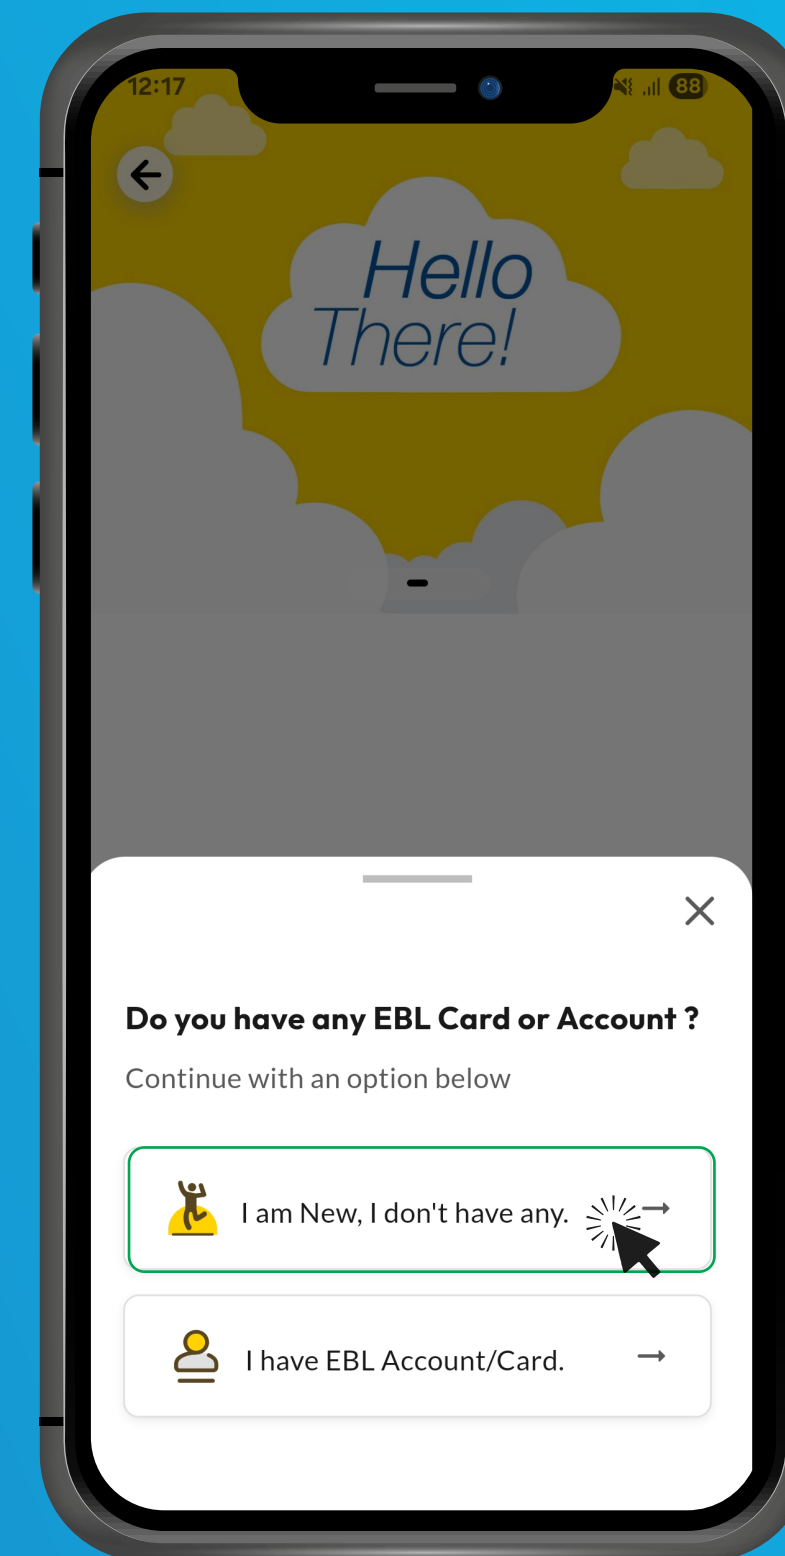 12:17
88
Hello
There!
Do you have any EBL Card or Account ?
Continue with an option below
I am New, I don't have any.
I have EBL Account/Card.